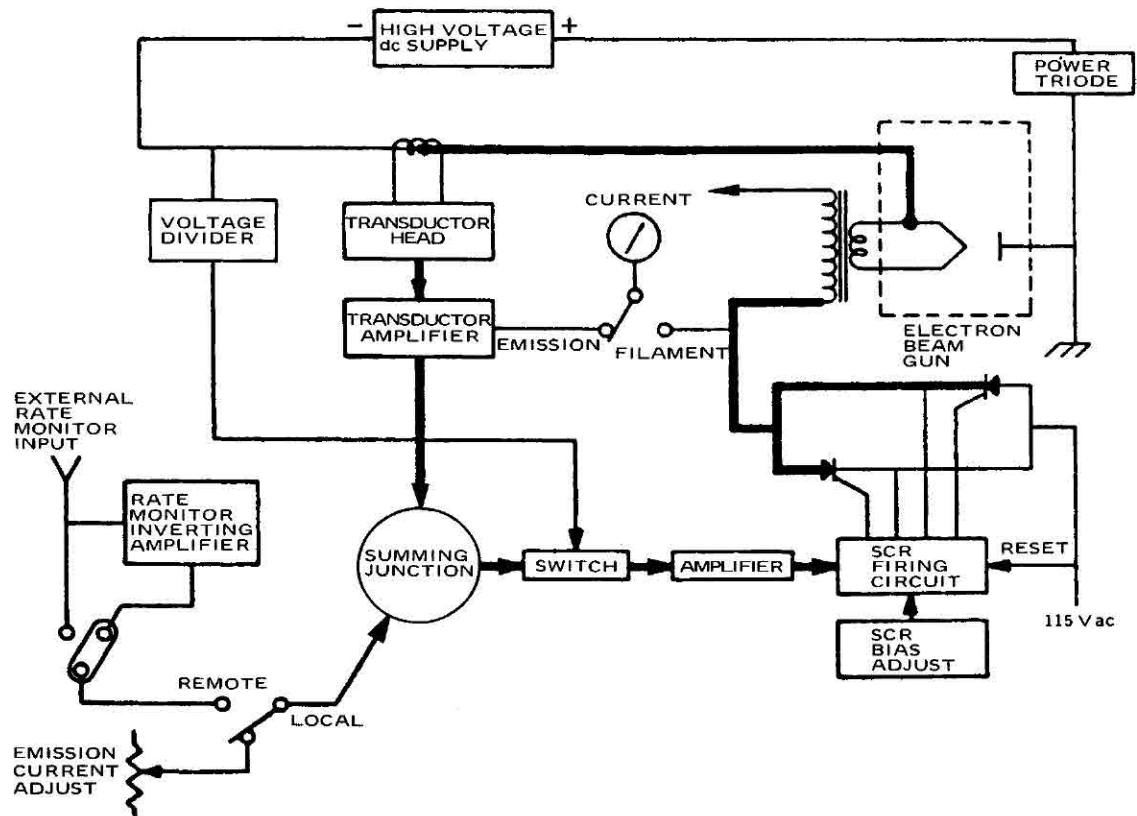 − HIGH VOLTAGE +
dc SUPPLY
POWER
TRIODE
VOLTAGE
DIVIDER
TRANSDUCTOR
HEAD
CURRENT
TRANSDUCTOR
AMPLIFIER
EMISSION
FILAMENT
ELECTRON
BEAM
GUN
EXTERNAL
RATE
MONITOR
INPUT
RATE
MONITOR
INVERTING
AMPLIFIER
SUMMING
JUNCTION
SWITCH
AMPLIFIER
SCR
FIRING
CIRCUIT
RESET
115 V ac
SCR
BIAS
ADJUST
REMOTE
LOCAL
EMISSION
CURRENT
ADJUST